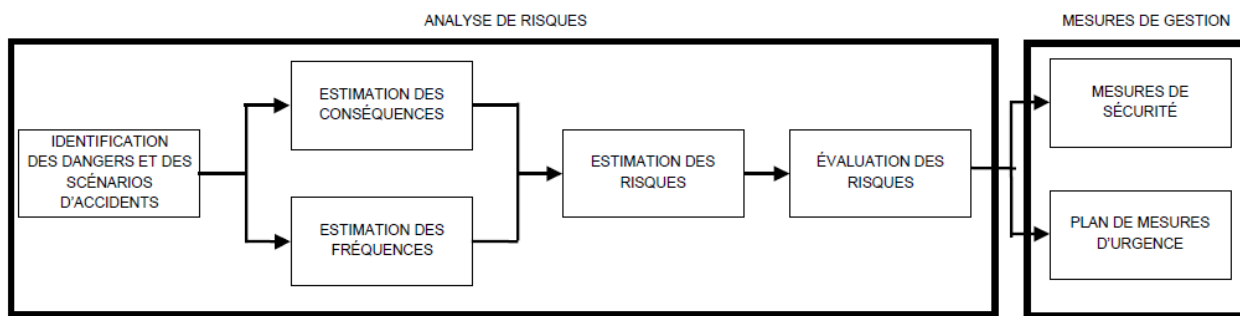 ANALYSE DE RISQUES
MESURES DE GESTION
IDENTIFICATION
DES DANGERS ET DES
SCÉNARIOS
D'ACCIDENTS
ESTIMATION DES
CONSÉQUENCES
ESTIMATION DES
FRÉQUENCES
ESTIMATION DES
RISQUES
ÉVALUATION DES
RISQUES
MESURES DE
SÉCURITÉ
PLAN DE MESURES
D'URGENCE